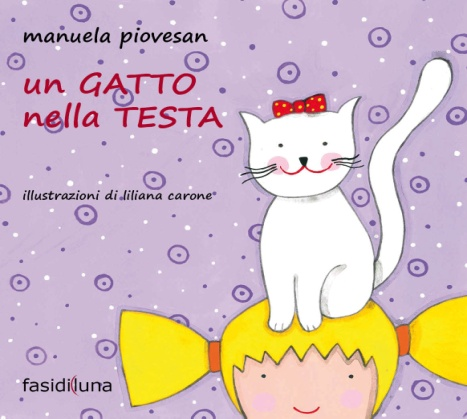 manuela piovesan
un GATTO
nella TESTA
illustrazioni di liliana carone
fasidiluna